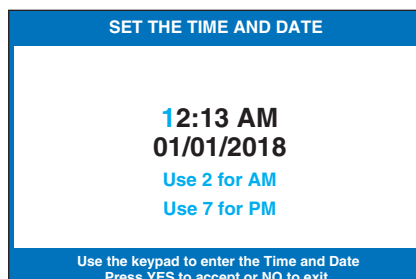 SET THE TIME AND DATE
12:13 AM
01/01/2018
Use 2 for AM
Use 7 for PM
Use the keypad to enter the Time and Date
Press YES to accept or NO to exit